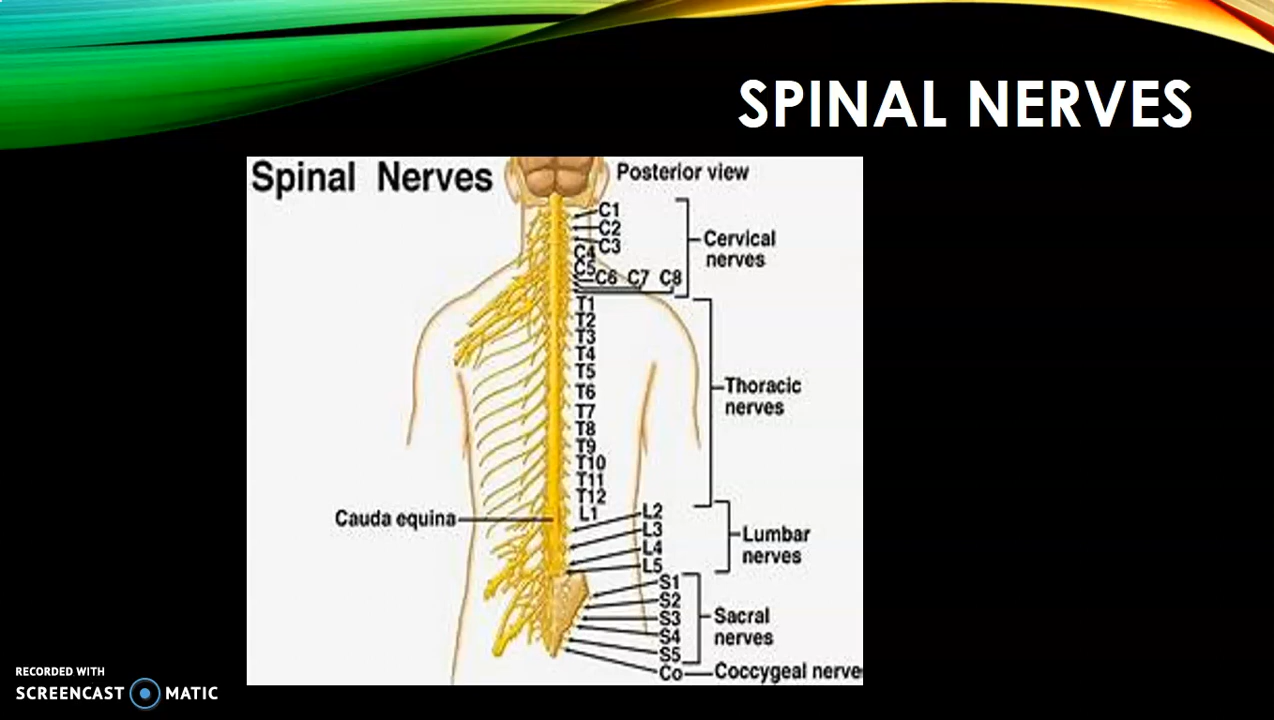 SPINAL NERVES
Spinal Nerves
Posterior view
C1
C2
C3
C4
C5
C6 C7 C8
Cervical
nerves
T1
T2
T3
T4
T5
T6
T7
T8
T9
T10
T11
T12
Thoracic
nerves
L1
L2
L3
L4
L5
Lumbar
nerves
Cauda equina
S1
S2
S3
S4
S5
Sacral
nerves
Co
Coccygeal nerve
RECORDED WITH
SCREENCAST MATIC